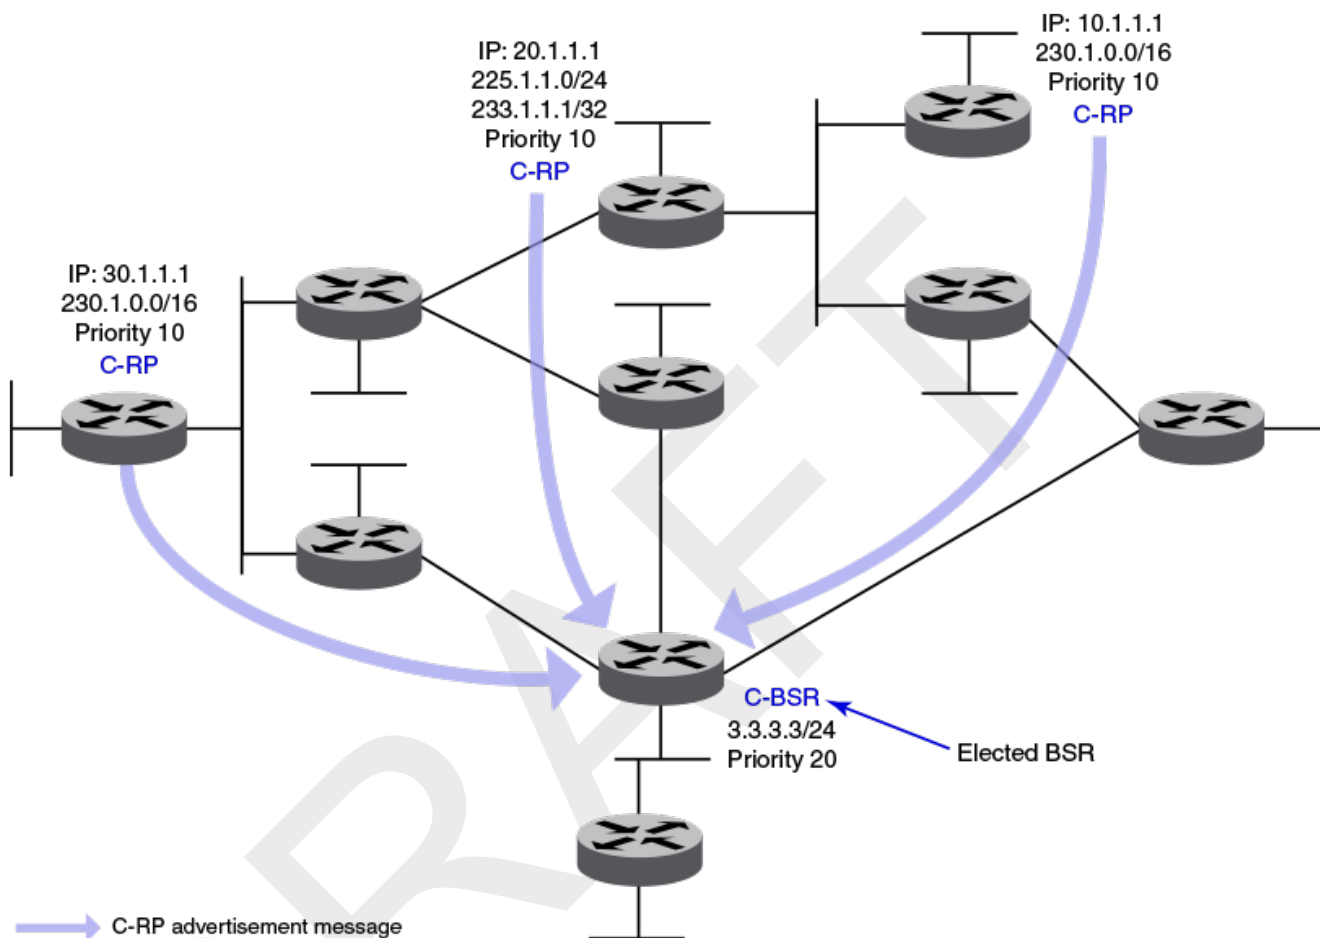 IP: 10.1.1.1
230.1.0.0/16
Priority 10
C-RP
IP: 20.1.1.1
225.1.1.0/24
233.1.1.1/32
Priority 10
C-RP
IP: 30.1.1.1
230.1.0.0/16
Priority 10
C-RP
C-BSR
3.3.3.3/24
Priority 20
Elected BSR
C-RP advertisement message
RAFT